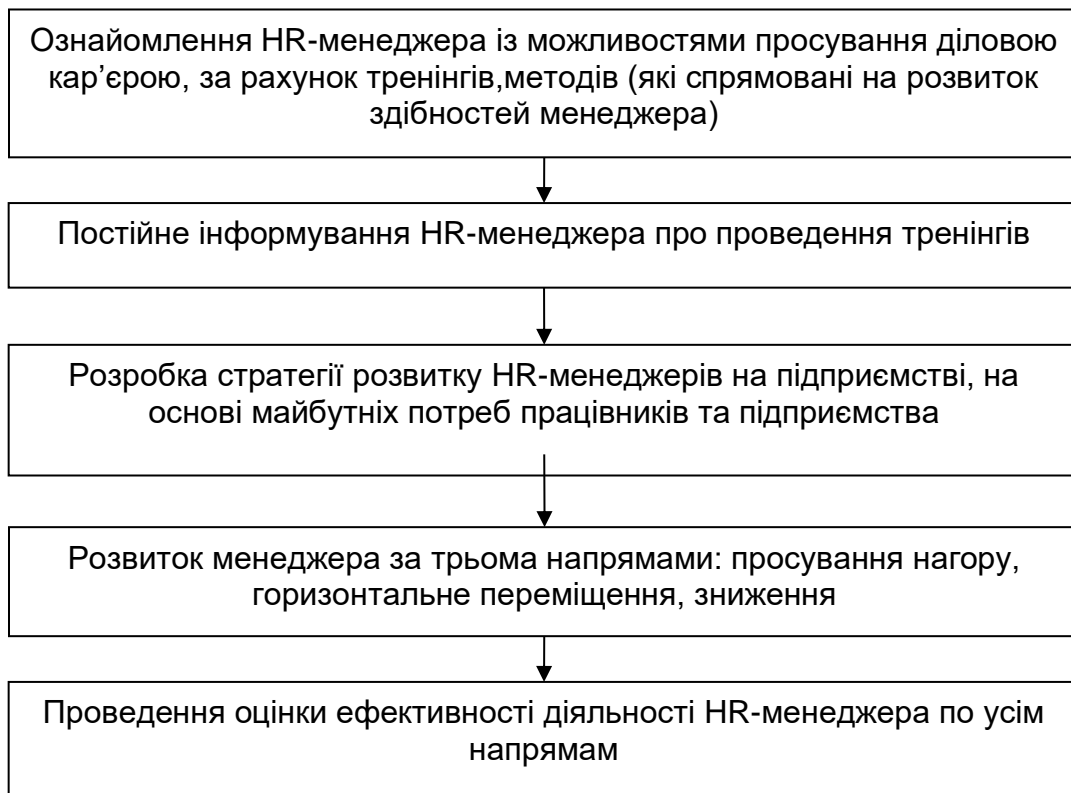 Ознайомлення HR-менеджера із можливостями просування діловою
кар’єрою, за рахунок тренінгів,методів (які спрямовані на розвиток
здібностей менеджера)
Постійне інформування HR-менеджера про проведення тренінгів
Розробка стратегії розвитку HR-менеджерів на підприємстві, на
основі майбутніх потреб працівників та підприємства
Розвиток менеджера за трьома напрямами: просування нагору,
горизонтальне переміщення, зниження
Проведення оцінки ефективності діяльності HR-менеджера по усім
напрямам